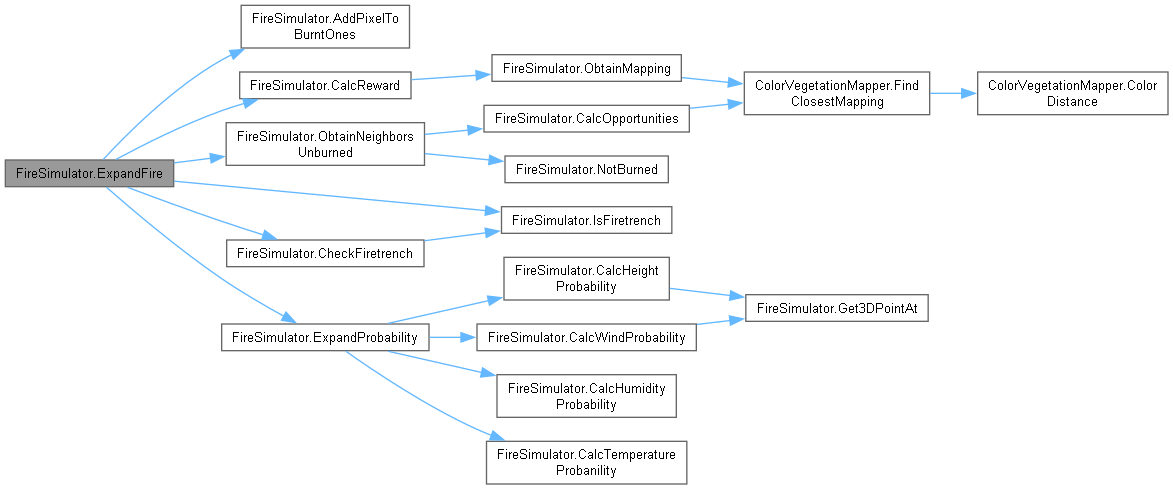 FireSimulator.AddPixelTo
BurntOnes
FireSimulator.ObtainMapping
FireSimulator.CalcReward
ColorVegetationMapper.Find
ClosestMapping
ColorVegetationMapper.Color
Distance
FireSimulator.CalcOpportunities
FireSimulator.ObtainNeighbors
Unburned
FireSimulator.NotBurned
FireSimulator.ExpandFire
FireSimulator.IsFiretrench
FireSimulator.CheckFiretrench
FireSimulator.CalcHeight
Probability
FireSimulator.Get3DPointAt
FireSimulator.ExpandProbability
FireSimulator.CalcWindProbability
FireSimulator.CalcHumidity
Probability
FireSimulator.CalcTemperature
Probanility